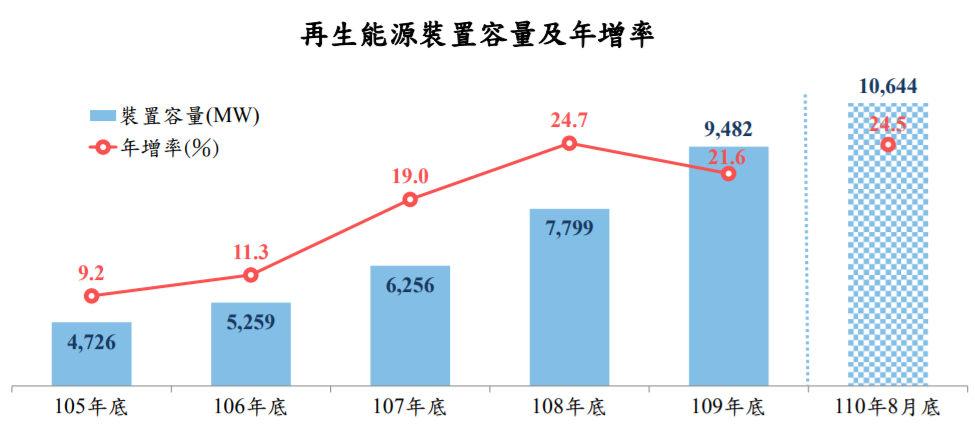 再生能源裝置容量及年增率
裝置容量(MW)
年增率(%)
9.2
11.3
19.0
24.7
21.6
24.5
4,726
5,259
6,256
7,799
9,482
10,644
105年底
106年底
107年底
108年底
109年底
110年8月底